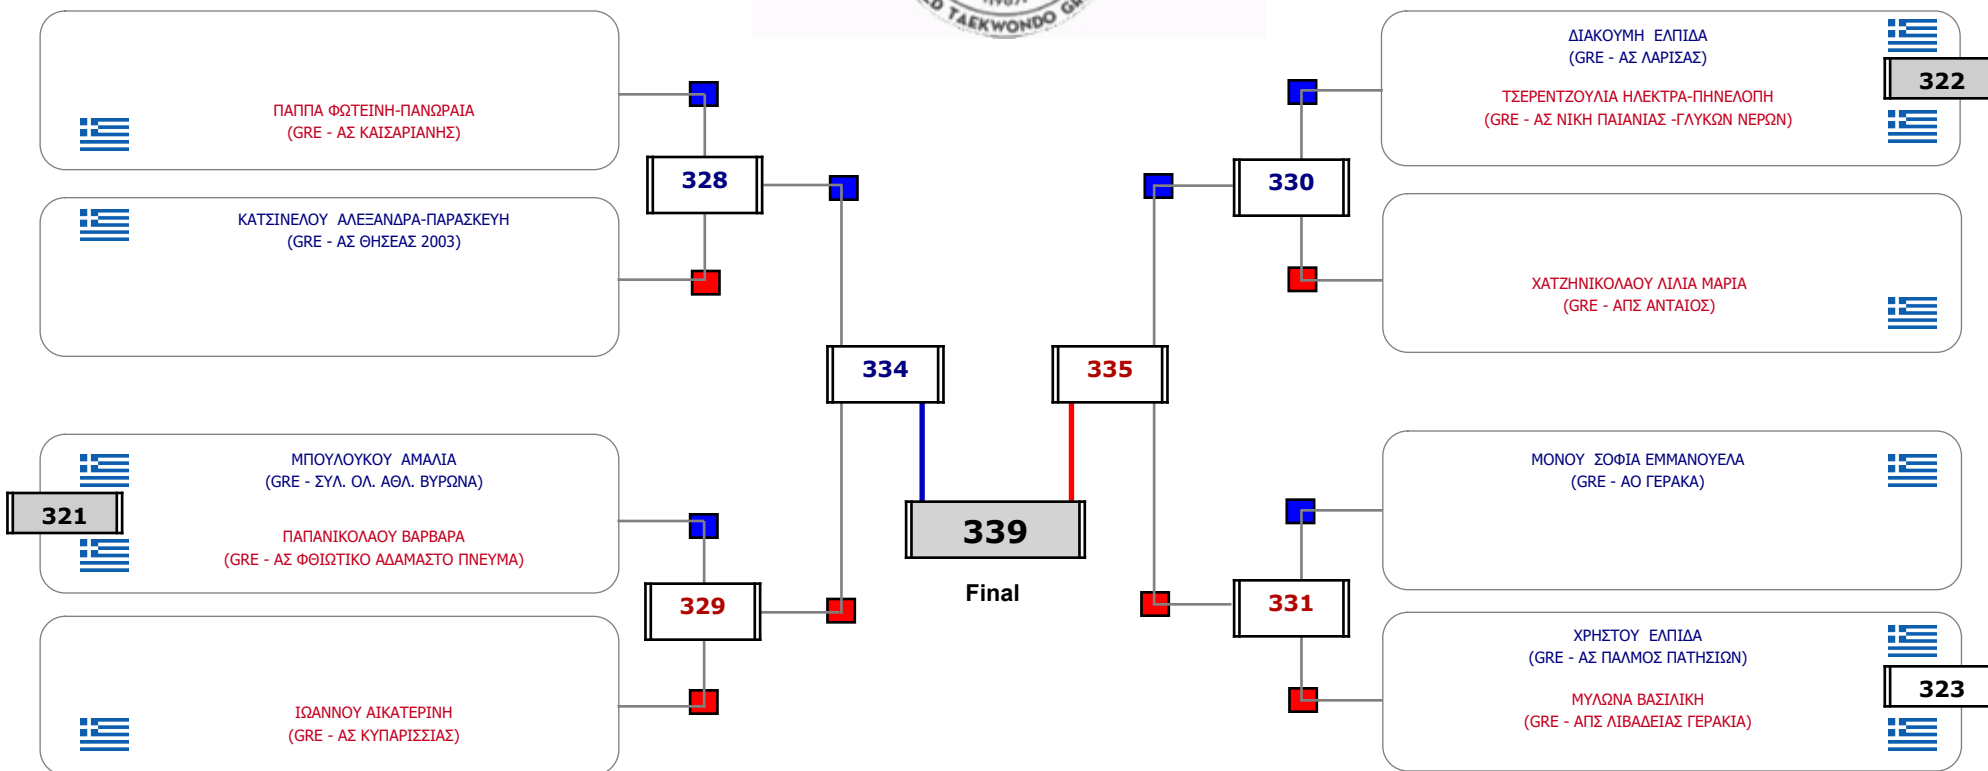 TAEKWONDO
ΠΑΠΠΑ ΦΩΤΕΙΝΗ-ΠΑΝΩΡΑΙΑ
(GRE - ΑΣ ΚΑΙΣΑΡΙΑΝΗΣ)
328
ΚΑΤΣΙΝΕΛΟΥ ΑΛΕΞΑΝΔΡΑ-ΠΑΡΑΣΚΕΥΗ
(GRE - ΑΣ ΘΗΣΕΑΣ 2003)
334
ΜΠΟΥΛΟΥΚΟΥ ΑΜΑΛΙΑ
(GRE - ΣΥΛ. ΟΛ. ΑΘΛ. ΒΥΡΩΝΑ)
321
ΠΑΠΑΝΙΚΟΛΑΟΥ ΒΑΡΒΑΡΑ
(GRE - ΑΣ ΦΘΙΩΤΙΚΟ ΑΔΑΜΑΣΤΟ ΠΝΕΥΜΑ)
329
ΙΩΑΝΝΟΥ ΑΙΚΑΤΕΡΙΝΗ
(GRE - ΑΣ ΚΥΠΑΡΙΣΣΙΑΣ)
339
Final
ΔΙΑΚΟΥΜΗ ΕΛΠΙΔΑ
(GRE - ΑΣ ΛΑΡΙΣΑΣ)
322
ΤΣΕΡΕΝΤΖΟΥΛΙΑ ΗΛΕΚΤΡΑ-ΠΗΝΕΛΟΠΗ
(GRE - ΑΣ ΝΙΚΗ ΠΑΙΑΝΙΑΣ -ΓΛΥΚΩΝ ΝΕΡΩΝ)
330
ΧΑΤΖΗΝΙΚΟΛΑΟΥ ΛΙΛΙΑ ΜΑΡΙΑ
(GRE - ΑΠΣ ΑΝΤΑΙΟΣ)
335
ΜΟΝΟΥ ΣΟΦΙΑ ΕΜΜΑΝΟΥΕΛΑ
(GRE - ΑΟ ΓΕΡΑΚΑ)
331
ΧΡΗΣΤΟΥ ΕΛΠΙΔΑ
(GRE - ΑΣ ΠΑΛΜΟΣ ΠΑΤΗΣΙΩΝ)
323
ΜΥΛΩΝΑ ΒΑΣΙΛΙΚΗ
(GRE - ΑΠΣ ΛΙΒΑΔΕΙΑΣ ΓΕΡΑΚΙΑ)